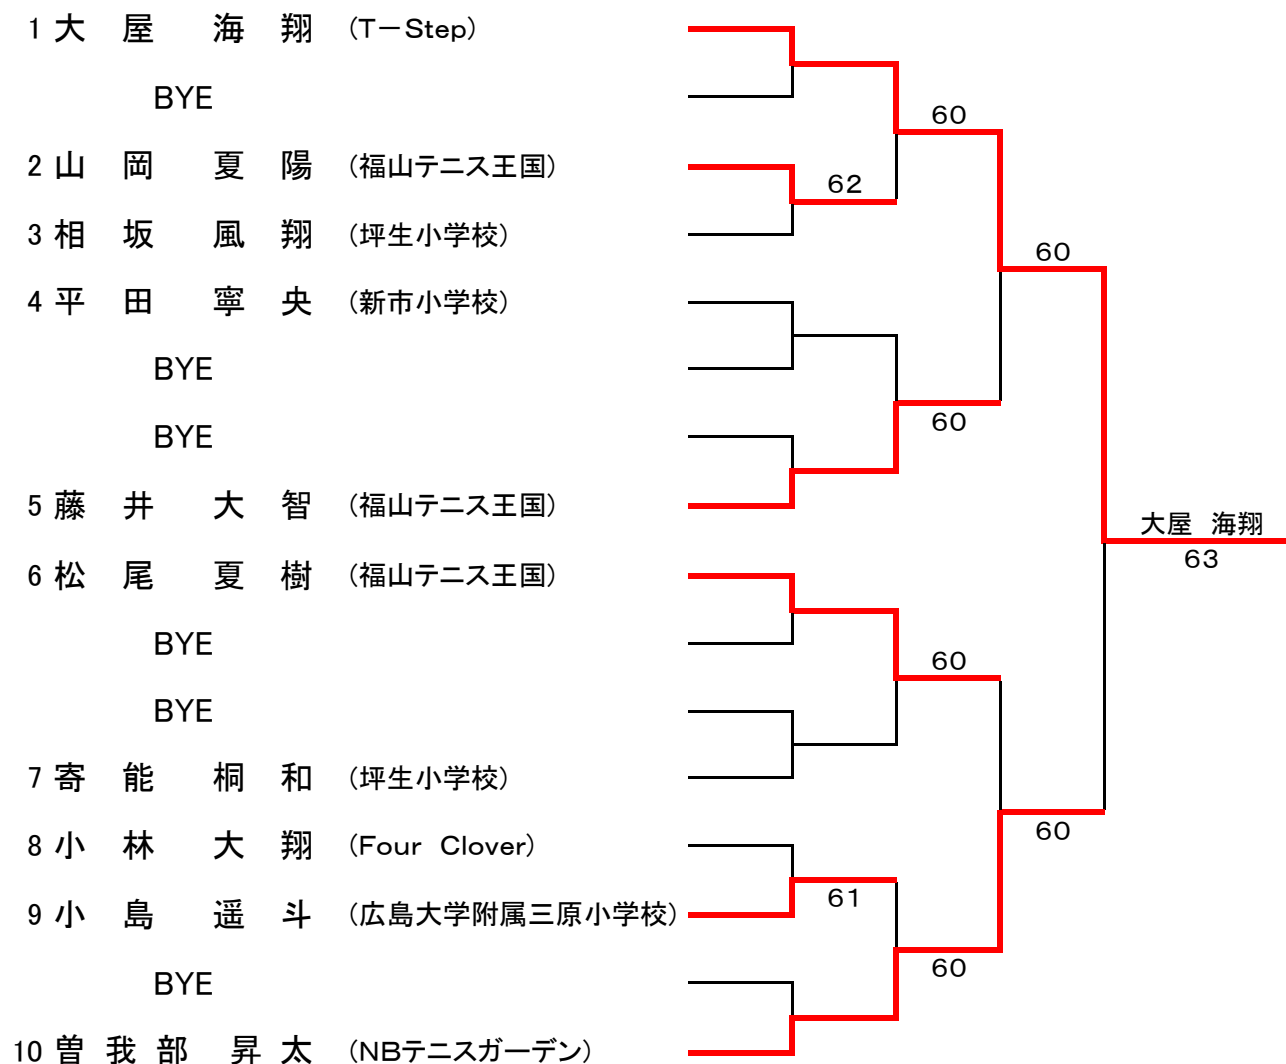 1 大 屋 海 翔 (T－Step)
BYE
60
2 山 岡 夏 陽 (福山テニス王国)
62
3 相 坂 風 翔 (坪生小学校)
60
4 平 田 寧 央 (新市小学校)
BYE
60
BYE
5 藤 井 大 智 (福山テニス王国)
大屋 海翔
63
6 松 尾 夏 樹 (福山テニス王国)
BYE
60
BYE
7 寄 能 桐 和 (坪生小学校)
60
8 小 林 大 翔 (Four Clover)
61
9 小 島 遥 斗 (広島大学附属三原小学校)
60
BYE
10 曽 我 部 昇 太 (NBテニスガーデン)